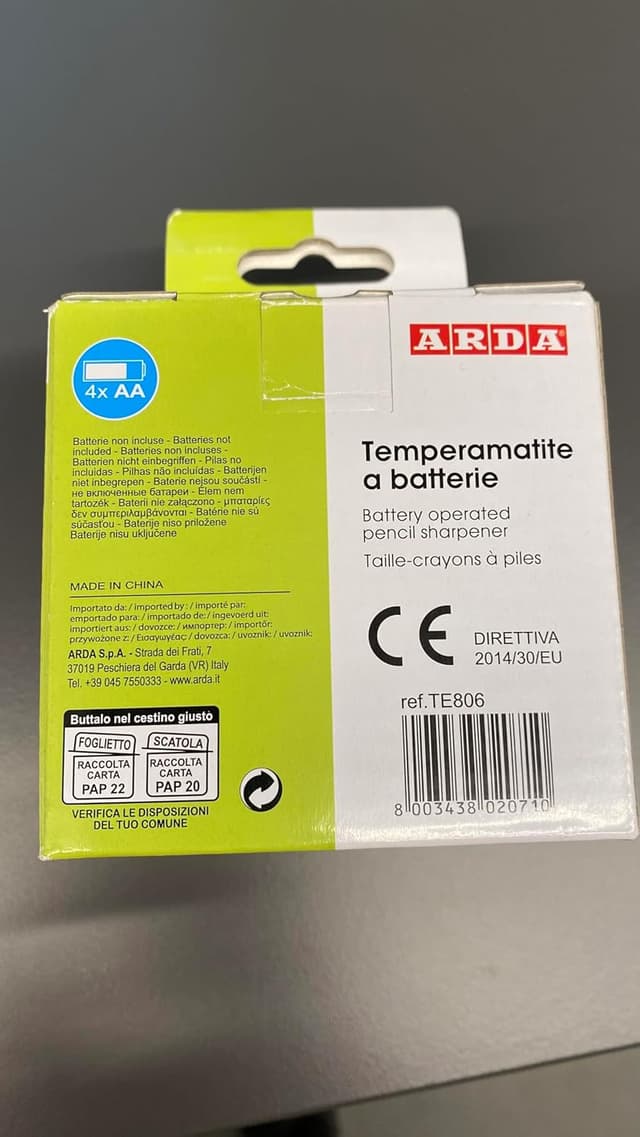 ARDA
4x AA
Batterie non incluse - Batteries not
included - Batteries non incluses -
Batterien nicht einbegriffen - Pilas no
incluidas - Pilhas não incluídas - Batterijen
niet inbegrepen - Baterie nejsou součástí -
не включенные батареи - Elem nem
tartozék - Baterii nie załączono - μπαταρίες
δεν συμπεριλαμβάνονται - Batérie nie sú
súčasťou - Baterije niso priložene
Baterije nisu uključene
MADE IN CHINA
Importato da: / imported by: / importé par:
emportado para: / importado de: / ingevoerd uit:
importiert aus: / dovozce: / импортер: / importőr:
przywożone z: / Εισαγωγέας: / dovozca: / uvoznik: / uvoznik:
ARDA S.p.A. - Strada dei Frati, 7
37019 Peschiera del Garda (VR) Italy
Tel. +39 045 7550333 - www.arda.it
Buttalo nel cestino giusto
FOGLIETTO
RACCOLTA
CARTA
PAP 22
SCATOLA
RACCOLTA
CARTA
PAP 20
VERIFICA LE DISPOSIZIONI
DEL TUO COMUNE
Temperamatite
a batterie
Battery operated
pencil sharpener
Taille-crayons à piles
CE
DIRETTIVA
2014/30/EU
ref.TE806
8 003438 020710